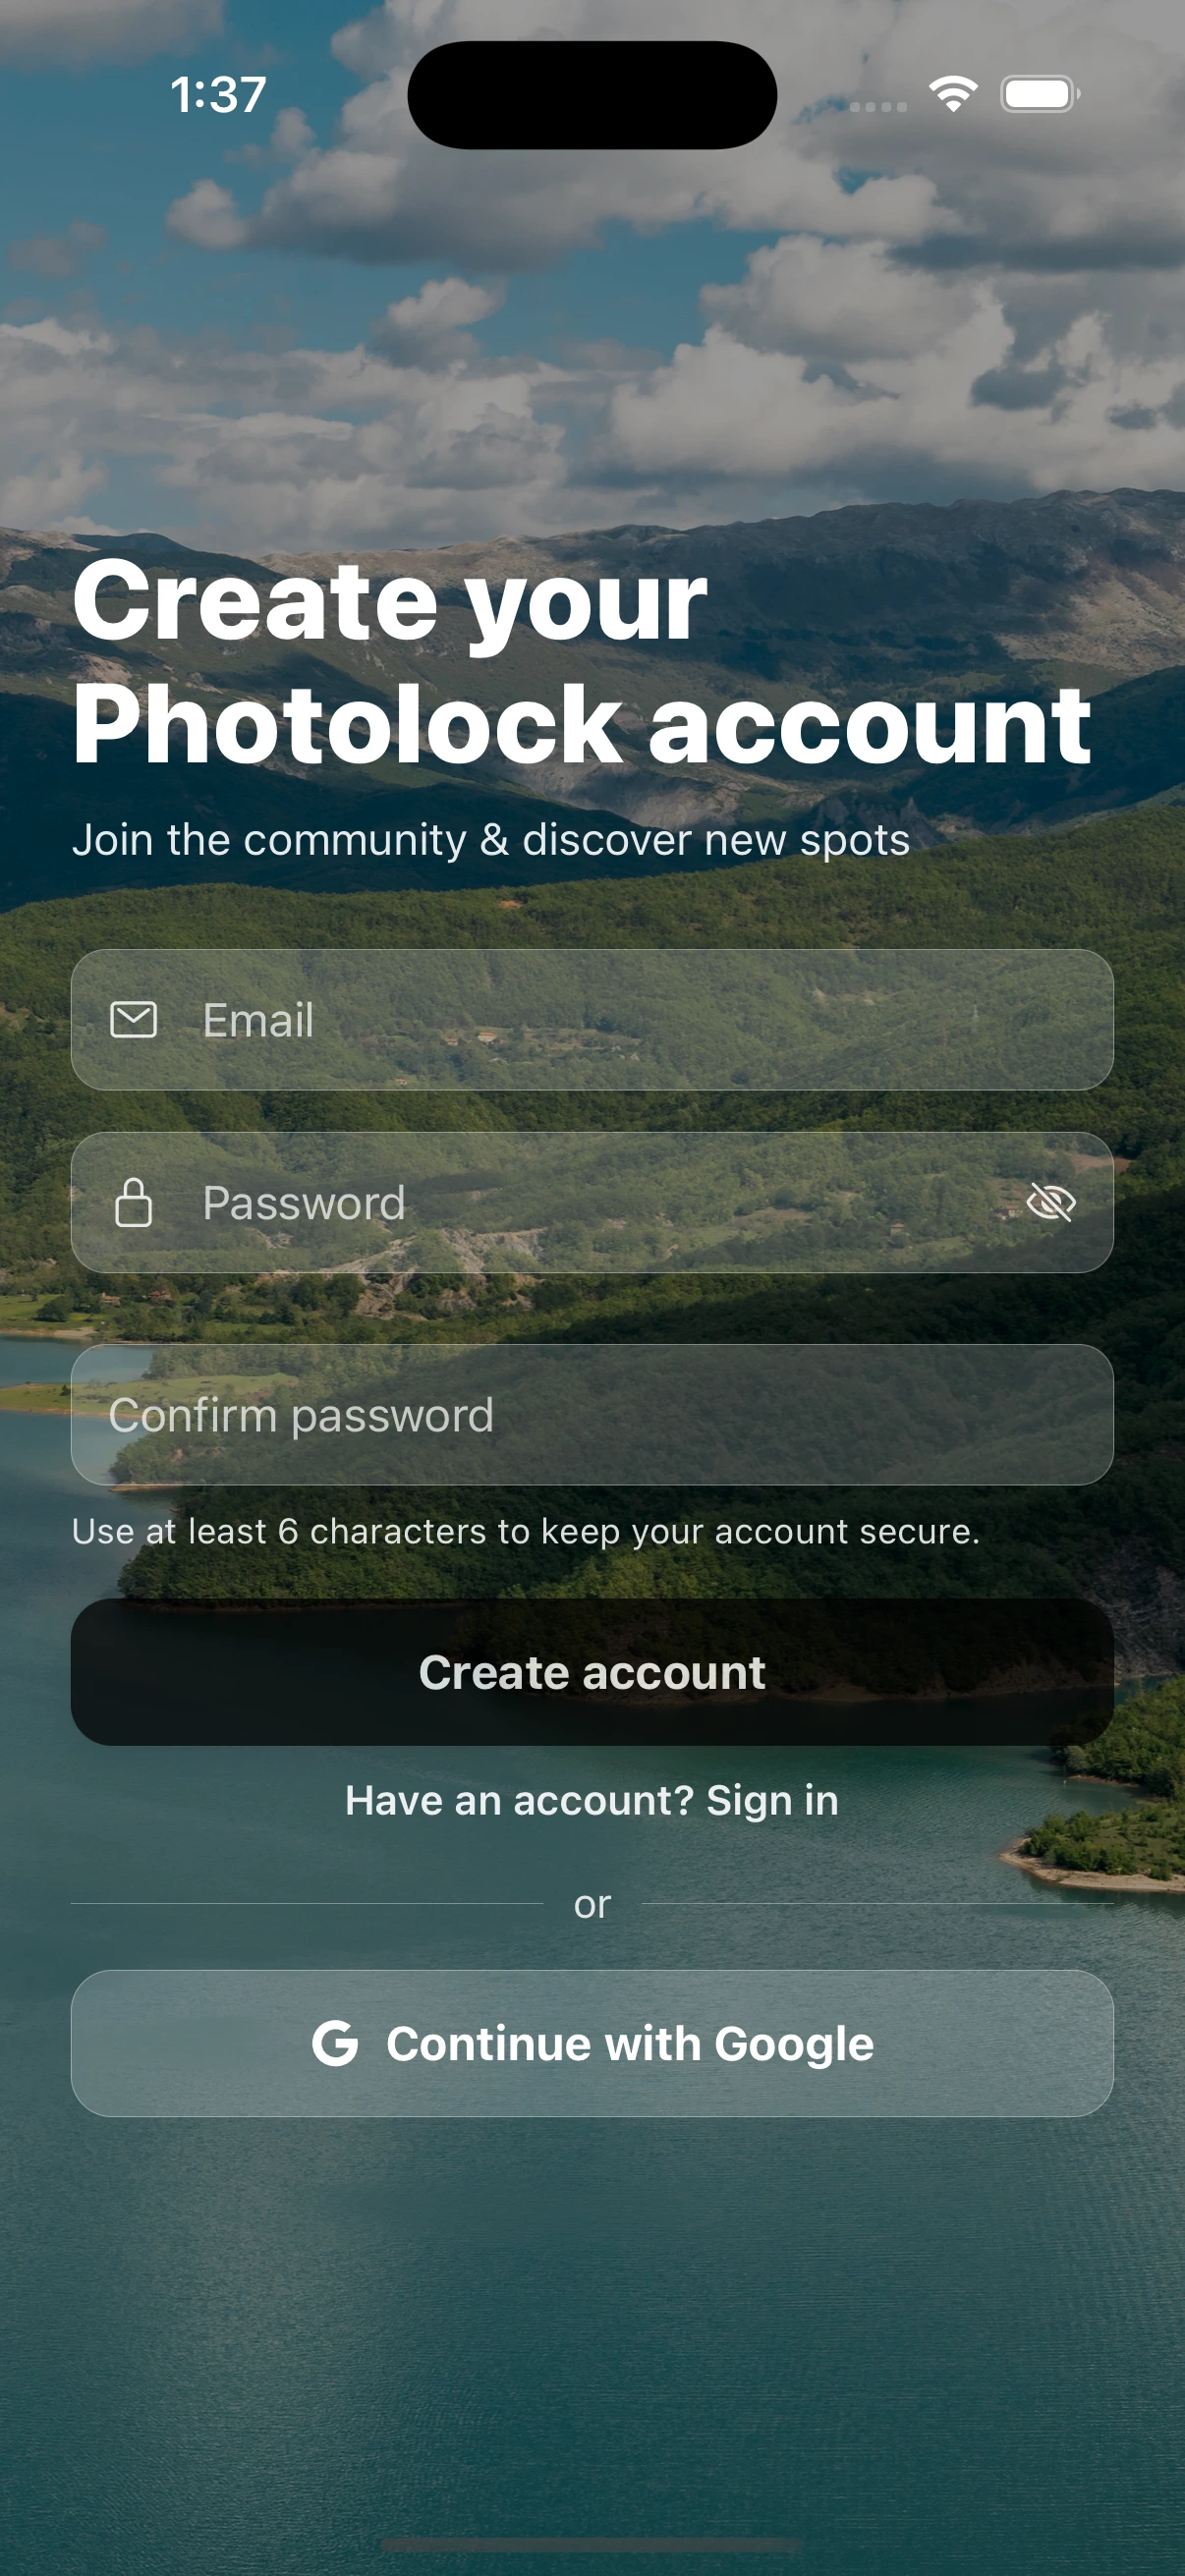 1:37
Create your
Photolock account
Join the community & discover new spots
Email
Password
Confirm password
Use at least 6 characters to keep your account secure.
Create account
Have an account? Sign in
or
Continue with Google